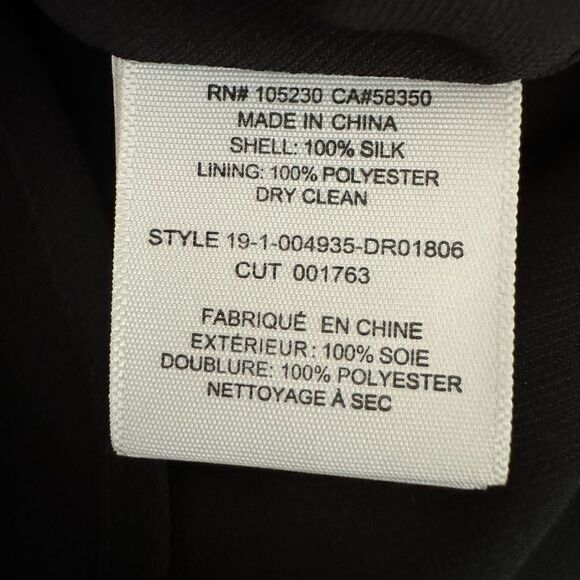 RN# 105230 CA#58350
MADE IN CHINA
SHELL: 100% SILK
LINING: 100% POLYESTER
DRY CLEAN
STYLE 19-1-004935-DR01806
CUT 001763
FABRIQUÉ EN CHINE
EXTÉRIEUR: 100% SOIE
DOUBLURE: 100% POLYESTER
NETTOYAGE À SEC